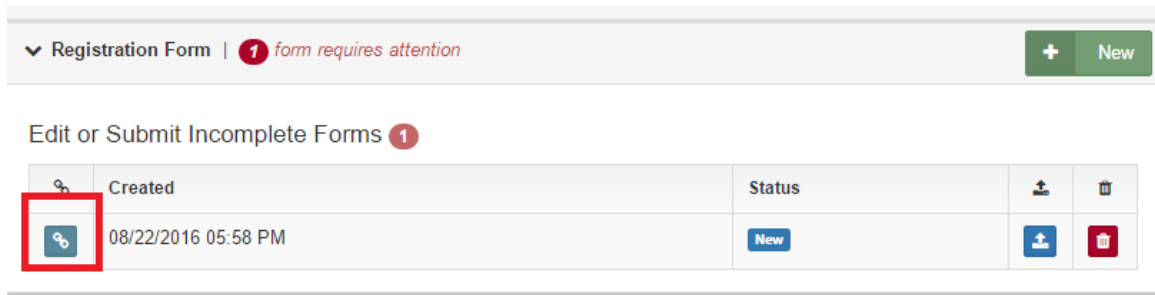 Registration Form | 1 form requires attention
+ New
Edit or Submit Incomplete Forms 1
Created Status
08/22/2016 05:58 PM New